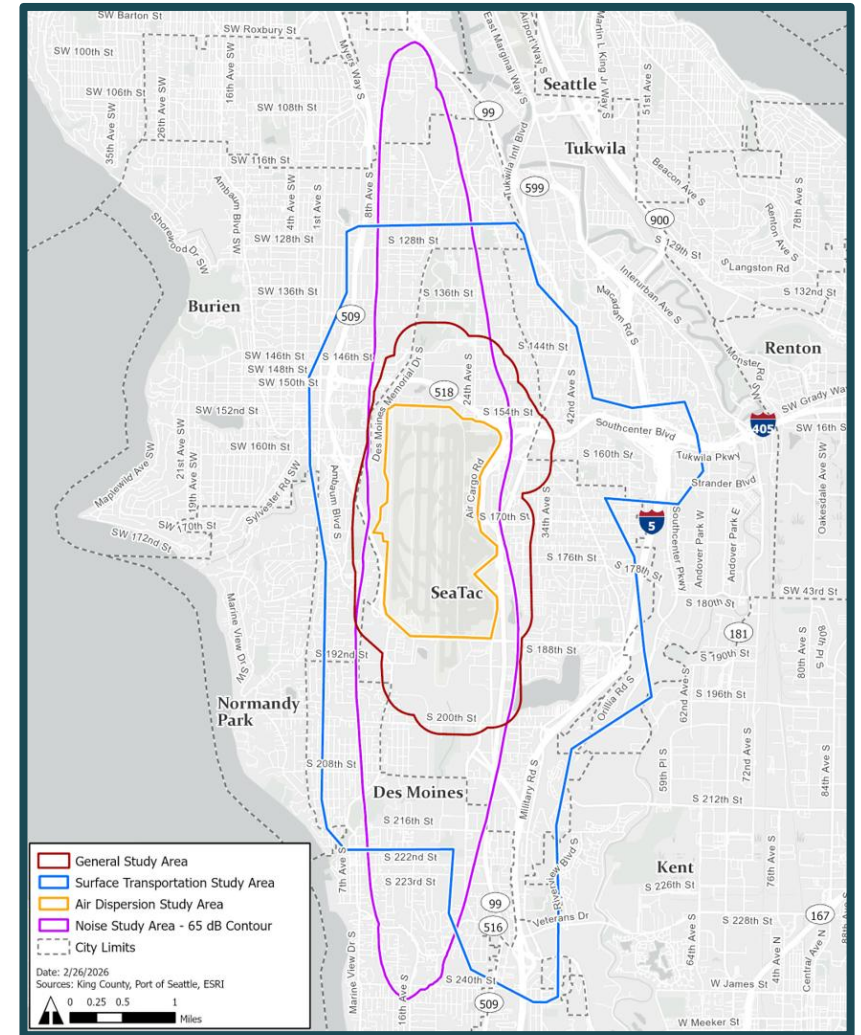 SW Barton St
SW Roxbury St
SW 100th St
16th Ave SW
26th Ave SW
35th Ave SW
SW 106th St
SW 108th St
SW 116th St
Ambaum Blvd SW
4th Ave SW
1st Ave S
8th Ave S
Myers Way S
East Marginal Way S
Airport Way S
Martin L King Jr Way S
51st Ave S
Seattle
99
Tukwila
Tukwila Intl Blvd
599
Beacon Ave S
Renton Ave S
78th Ave S
900
S 129th St
S Langston Rd
S 132nd St
Shorewood Dr SW
SW 128th St
S 128th St
SW 136th St
S 136th St
Burien
509
Interurban Ave S
Macadam Rd S
Monster Rd SW
Renton
SW 146th St
S 146th St
SW 148th St
SW 150th St
S 144th St
Des Moines Memorial Dr S
24th Ave S
42nd Ave S
518
SW 152nd St
S 154th St
SW Grady Way
405
SW 16th St
Southcenter Blvd
SW 160th St
S 160th St
Tukwila Pkwy
Strander Blvd
Maplewild Ave SW
21st Ave SW
19th Ave SW
Sylvester Rd SW
Ambaum Blvd S
Air Cargo Rd
34th Ave S
SW 170th St
S 170th St
SW 172nd St
5
Southcenter Pkwy
Andover Park W
Andover Park E
Oakesdale Ave SW
S 176th St
S 178th St
SW 43rd St
SeaTac
S 180th St
181
Marine View Dr SW
S 192nd St
S 188th St
S 190th St
80th Pl S
Normandy
Park
Orillia Rd S
62nd Ave S
S 196th St
S 200th St
S 208th St
Military Rd S
59th Pl S
72nd Ave S
84th Ave S
Des Moines
S 212th St
S 216th St
7th Ave S
S 222nd St
S 223rd St
Riverview Blvd S
Kent
S 226th St
76th Ave S
99
516
Veterans Dr
S 228th St
167
64th Ave S
4th Ave N
Central Ave N
88th Ave S
Marine View Dr S
16th Ave S
S 240th St
509
W James St
W Meeker St
General Study Area
Surface Transportation Study Area
Air Dispersion Study Area
Noise Study Area - 65 dB Contour
City Limits
Date: 2/26/2026
Sources: King County, Port of Seattle, ESRI
0 0.25 0.5 1
Miles